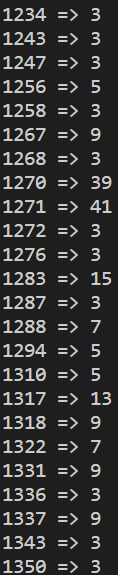 1234 => 3
1243 => 3
1247 => 3
1256 => 5
1258 => 3
1267 => 9
1268 => 3
1270 => 39
1271 => 41
1272 => 3
1276 => 3
1283 => 15
1287 => 3
1288 => 7
1294 => 5
1310 => 5
1317 => 13
1318 => 9
1322 => 7
1331 => 9
1336 => 3
1337 => 9
1343 => 3
1350 => 3